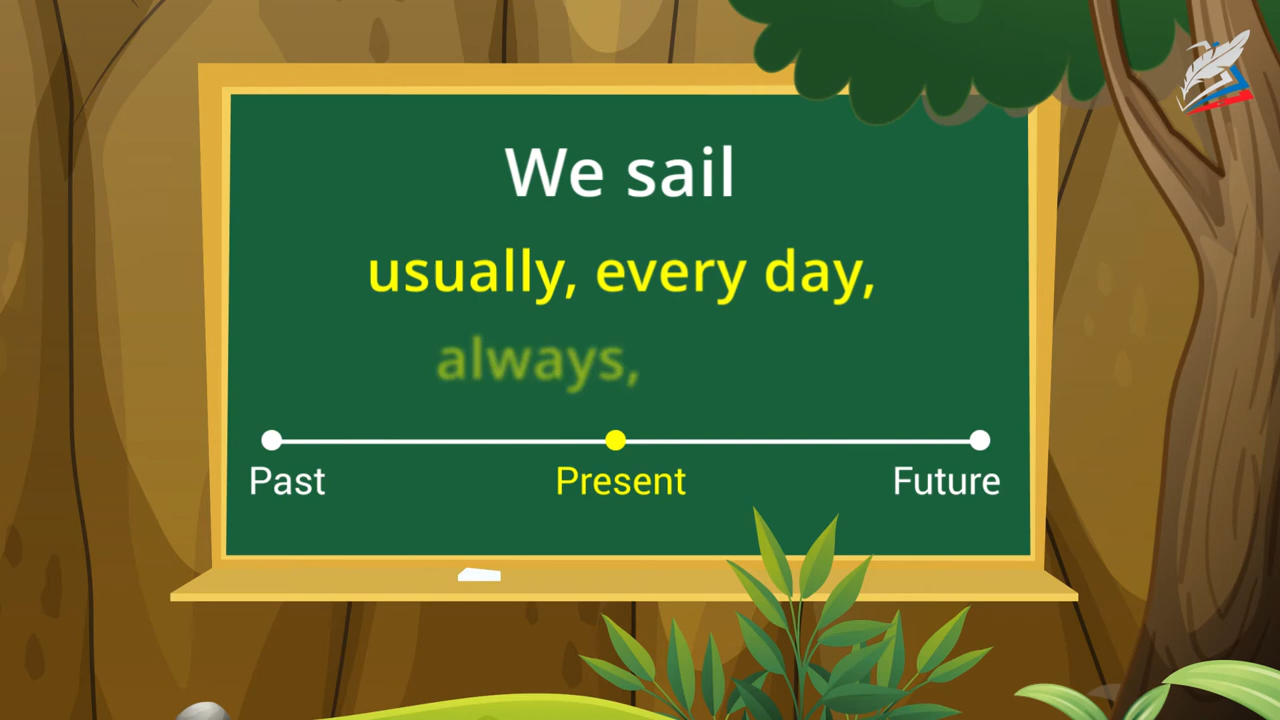 We sail
usually, every day,
always,
Past Present Future